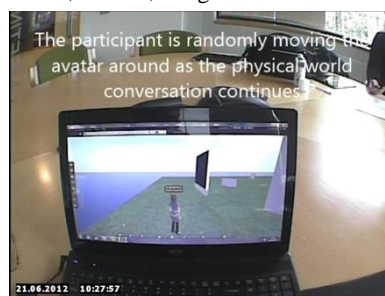 The participant is randomly moving the
avatar around as the physical world
conversation continues
21.06.2012 10:27:57